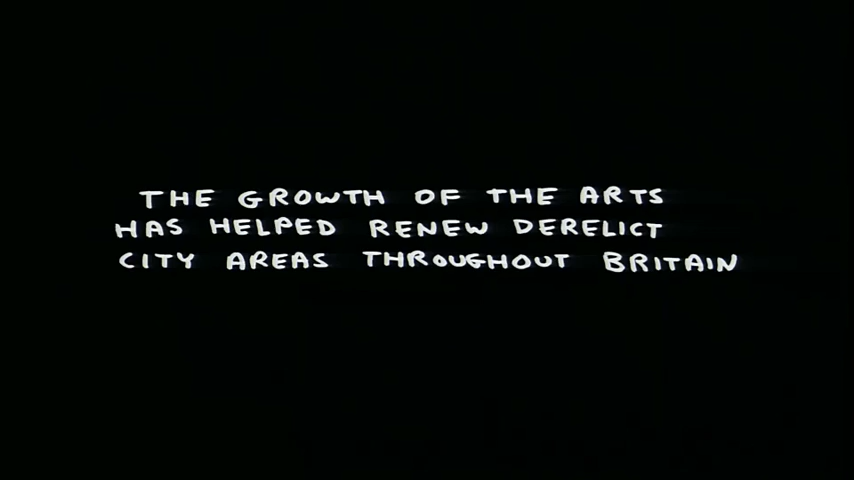 THE GROWTH OF THE ARTS
HAS HELPED RENEW DERELICT
CITY AREAS THROUGHOUT BRITAIN